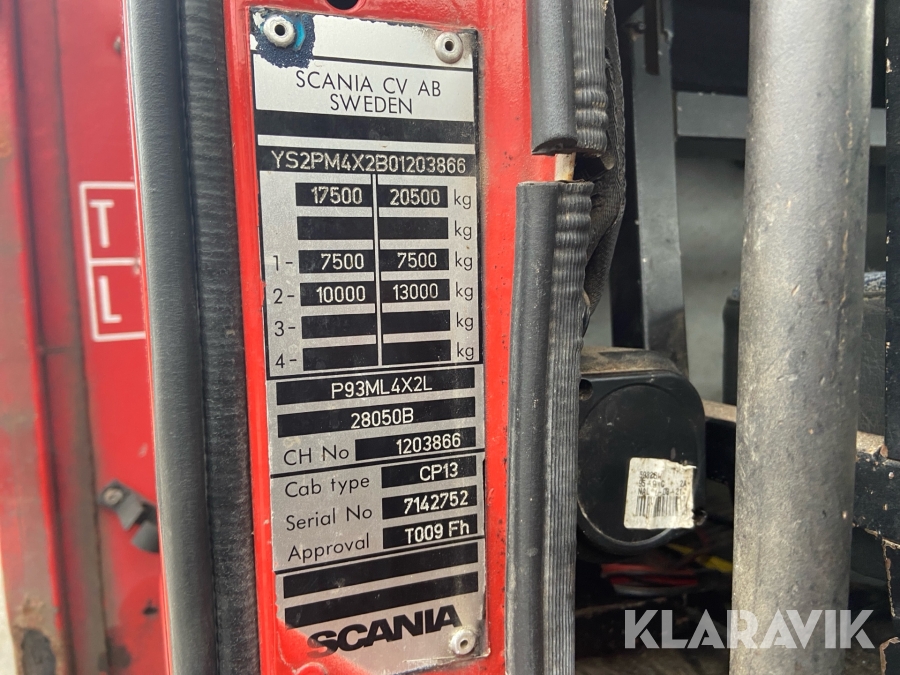 SCANIA CV AB
SWEDEN
YS2PM4X2B01203866
17500 20500 kg
kg
1- 7500 7500 kg
2- 10000 13000 kg
3- kg
4- kg
P93ML4X2L
28050B
CH No 1203866
Cab type CP13
Serial No 7142752
Approval T009 Fh
SCANIA
T
L
KLARAVIK